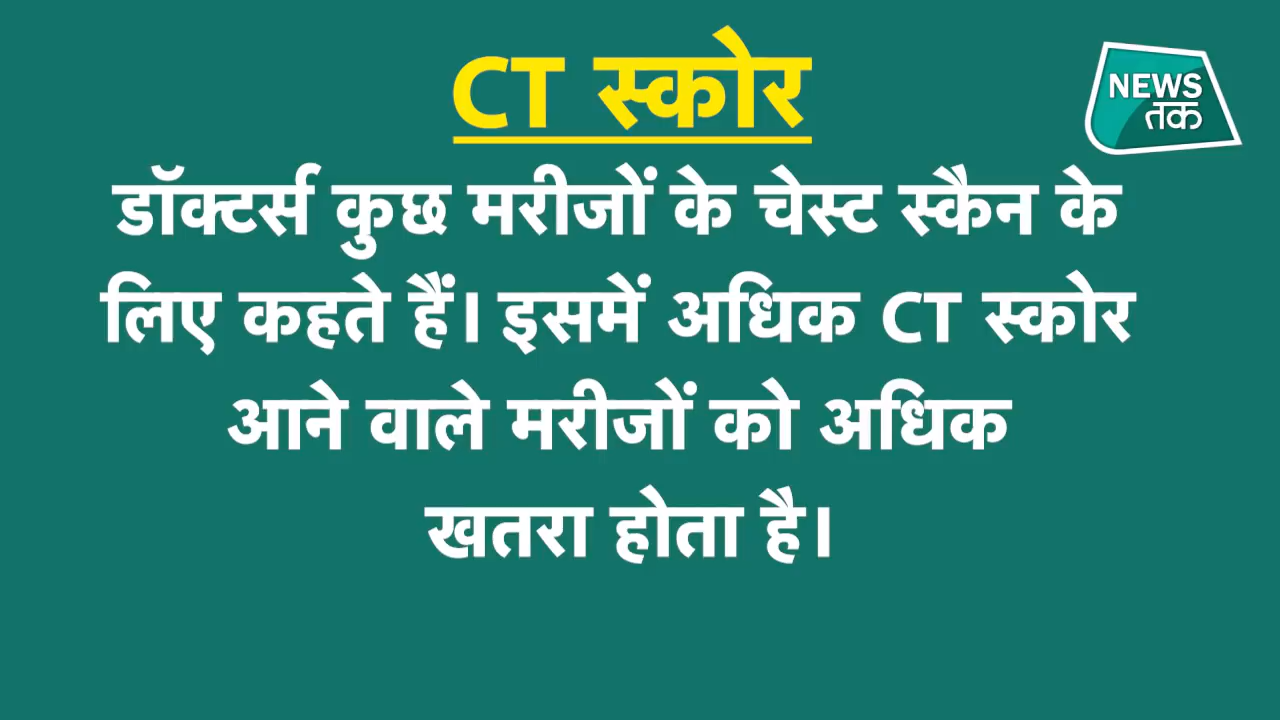 CT स्कोर
NEWS
तक
डॉक्टर्स कुछ मरीजों के चेस्ट स्कैन के
लिए कहते हैं। इसमें अधिक CT स्कोर
आने वाले मरीजों को अधिक
खतरा होता है।